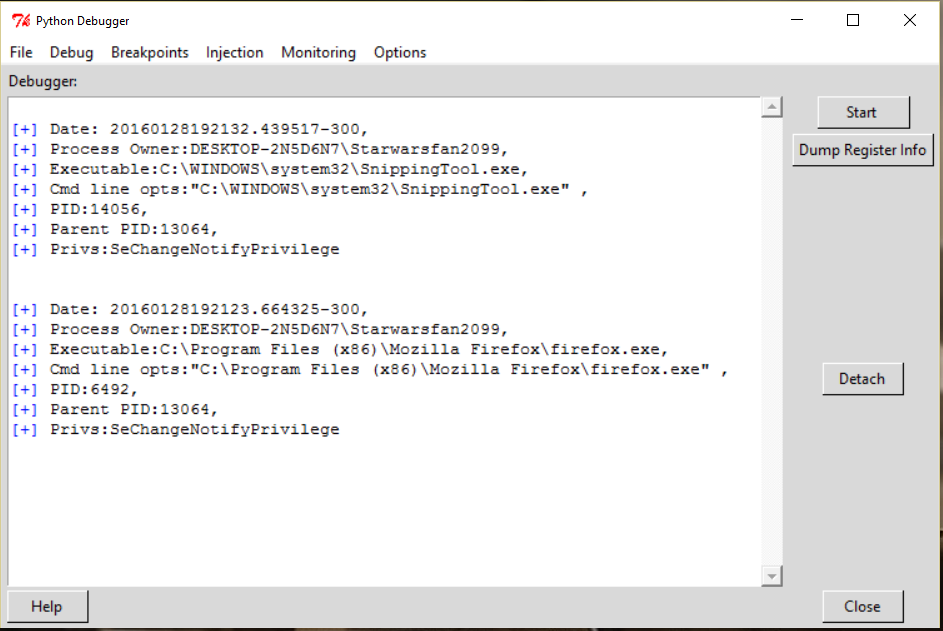 Python Debugger
File Debug Breakpoints Injection Monitoring Options
Debugger:
[+] Date: 20160128192132.439517-300,
[+] Process Owner:DESKTOP-2N5D6N7\Starwarsfan2099,
[+] Executable:C:\WINDOWS\system32\SnippingTool.exe,
[+] Cmd line opts:"C:\WINDOWS\system32\SnippingTool.exe" ,
[+] PID:14056,
[+] Parent PID:13064,
[+] Privs:SeChangeNotifyPrivilege
[+] Date: 20160128192123.664325-300,
[+] Process Owner:DESKTOP-2N5D6N7\Starwarsfan2099,
[+] Executable:C:\Program Files (x86)\Mozilla Firefox\firefox.exe,
[+] Cmd line opts:"C:\Program Files (x86)\Mozilla Firefox\firefox.exe" ,
[+] PID:6492,
[+] Parent PID:13064,
[+] Privs:SeChangeNotifyPrivilege
Start
Dump Register Info
Detach
Help
Close